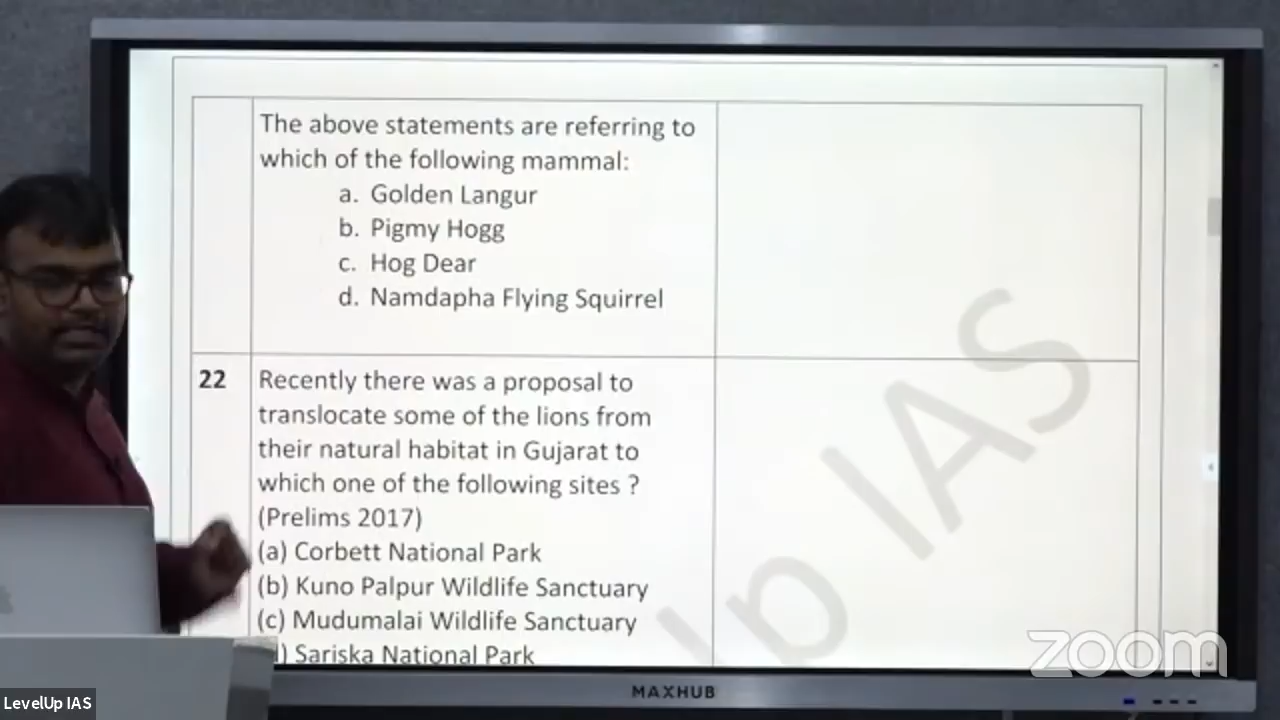 The above statements are referring to
which of the following mammal:
a. Golden Langur
b. Pigmy Hogg
c. Hog Dear
d. Namdapha Flying Squirrel
22
Recently there was a proposal to
translocate some of the lions from
their natural habitat in Gujarat to
which one of the following sites ?
(Prelims 2017)
(a) Corbett National Park
(b) Kuno Palpur Wildlife Sanctuary
(c) Mudumalai Wildlife Sanctuary
) Sariska National Park
Up IAS
zoom
MAXHUB
LevelUp IAS